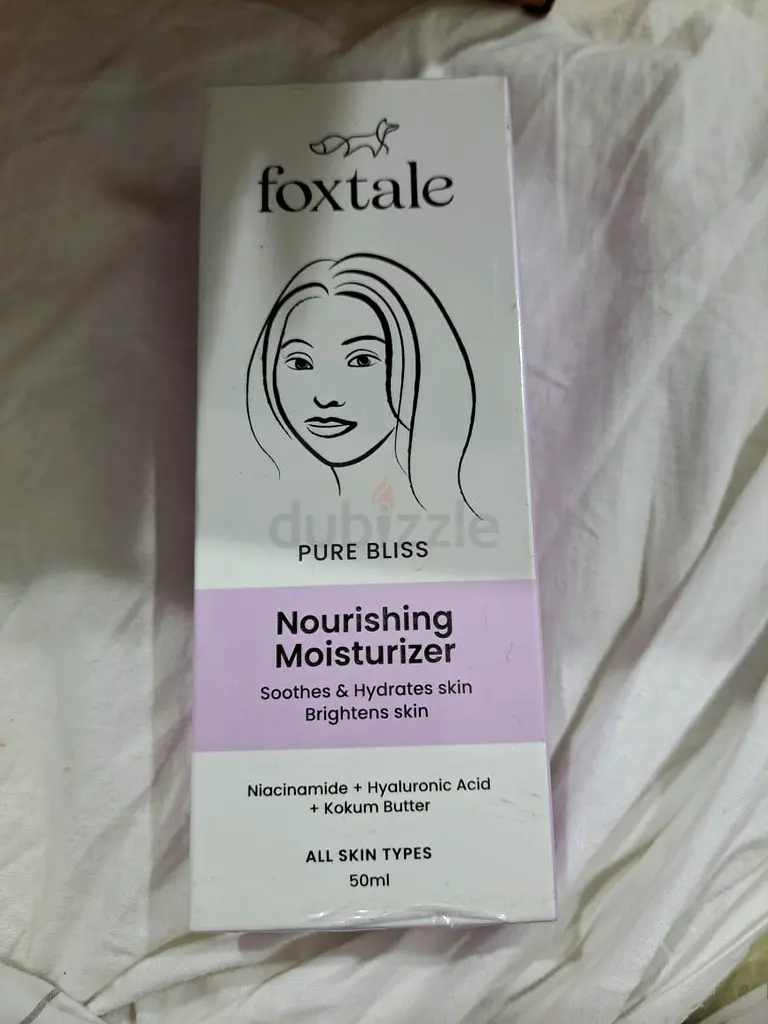 foxtale
dubizzle
PURE BLISS
Nourishing
Moisturizer
Soothes & Hydrates skin
Brightens skin
Niacinamide + Hyaluronic Acid
+ Kokum Butter
ALL SKIN TYPES
50ml